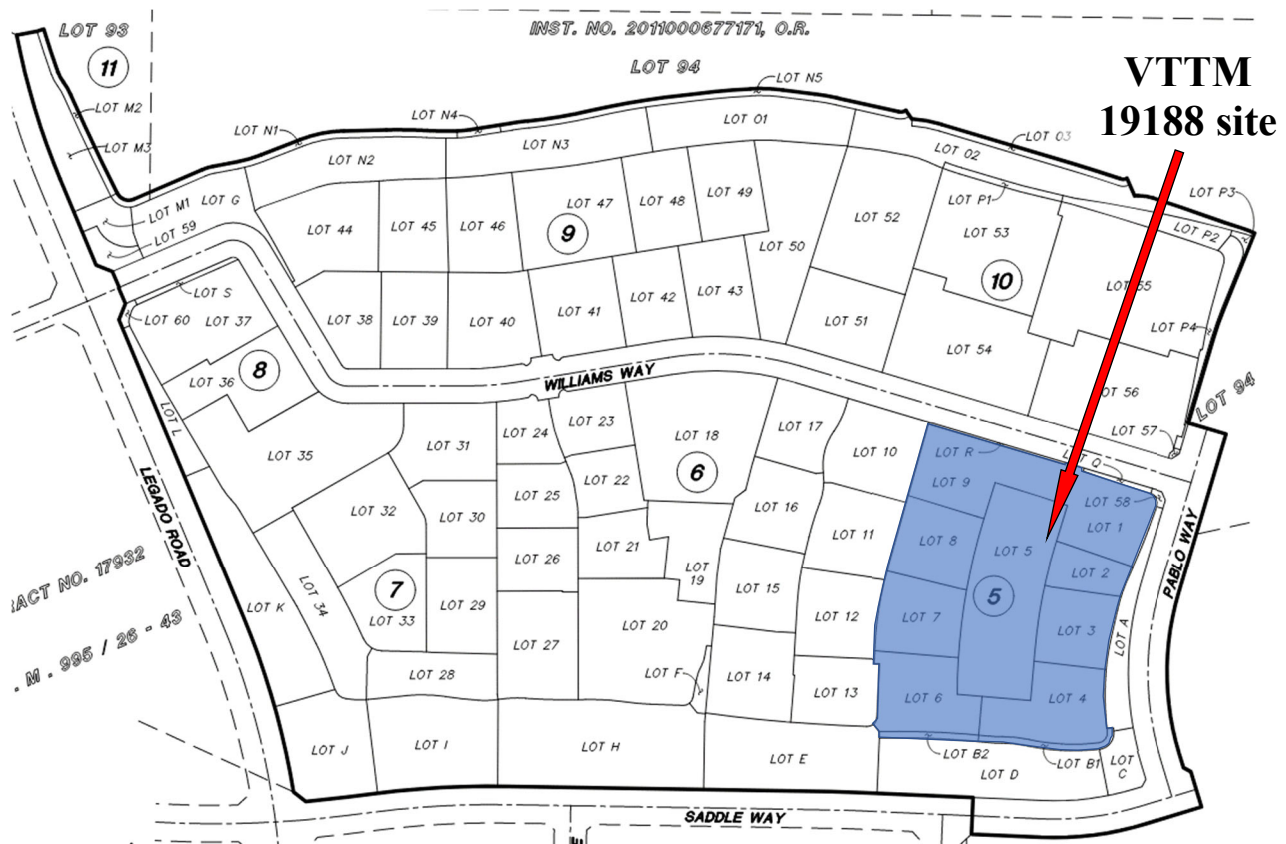 LOT 93
INST. NO. 2011000677171, O.R.
LOT 94
VTTM
19188 site
11
LOT M2
LOT M3
LOT N1
LOT N4
LOT N5
LOT N2
LOT N3
LOT O1
LOT O2
LOT O3
LOT P3
LOT M1
LOT G
LOT 59
LOT 44
LOT 45
LOT 46
LOT 47
LOT 48
LOT 49
LOT 50
LOT 52
LOT P1
LOT 53
LOT P2
9
10
LOT S
LOT 60
LOT 37
LOT 38
LOT 39
LOT 40
LOT 41
LOT 42
LOT 43
LOT 51
LOT 54
LOT 55
LOT P4
LOT 36
8
WILLIAMS WAY
LOT 56
LOT 94
LOT L
LOT 35
LOT 31
LOT 24
LOT 23
LOT 18
LOT 17
LOT 10
LOT R
LOT Q
LOT 57
LEGADO ROAD
LOT 32
LOT 30
LOT 25
LOT 22
6
LOT 16
LOT 11
LOT 9
LOT 8
LOT 5
LOT 58
LOT 1
PABLO WAY
LOT 26
LOT 21
LOT 19
LOT 15
LOT 12
LOT 7
5
LOT 2
LOT 3
LOT A
ACT NO. 17932
. M . 995 / 26 - 43
LOT K
LOT 34
7
LOT 33
LOT 29
LOT 27
LOT 20
LOT 28
LOT F
LOT 14
LOT 13
LOT 6
LOT 4
LOT J
LOT I
LOT H
LOT E
LOT B2
LOT D
LOT B1
LOT C
SADDLE WAY